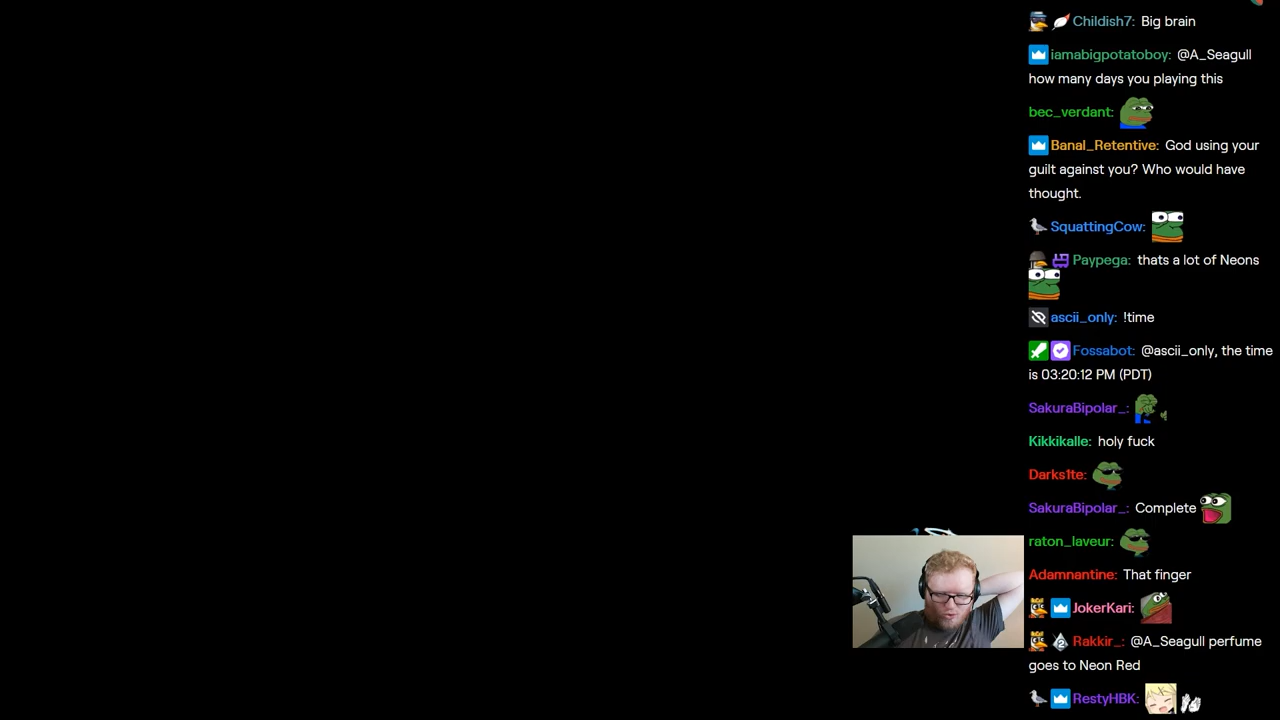 Childish7: Big brain
iamabigpotatoboy: @A_Seagull
how many days you playing this
bec_verdant:
Banal_Retentive: God using your
guilt against you? Who would have
thought.
SquattingCow:
Paypega: thats a lot of Neons
ascii_only: !time
Fossabot: @ascii_only, the time
is 03:20:12 PM (PDT)
SakuraBipolar_:
Kikkikalle: holy fuck
Darks1te:
SakuraBipolar_: Complete
raton_laveur:
Adamnantine: That finger
JokerKari:
2 Rakkir_: @A_Seagull perfume
goes to Neon Red
RestyHBK: